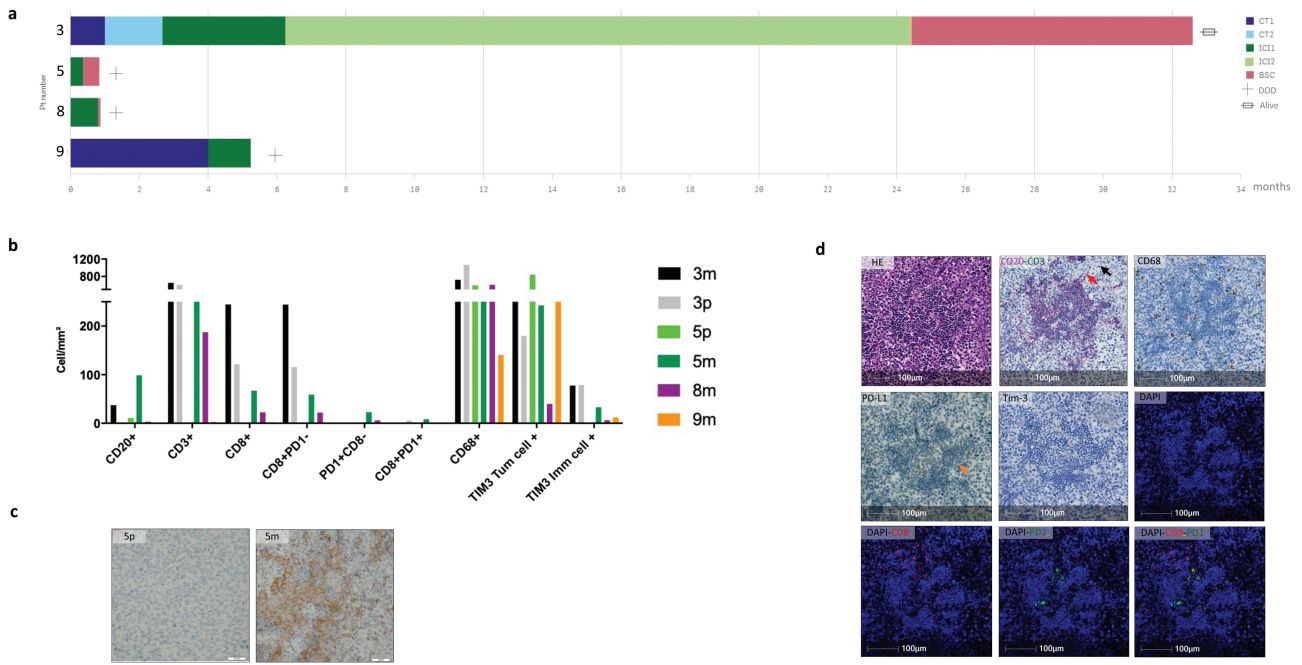 a
3
5
8
9
Pt number
0 2 4 6 8 10 12 14 16 18 20 22 24 26 28 30 32 34 months
CT1
CT2
ICI1
ICI2
BSC
DOD
Alive
b
Cell/mm²
1200
800
200
100
0
CD20+
CD3+
CD8+
CD8+PD1-
PD1+CD8-
CD8+PD1+
CD68+
TIM3 Tum cell +
TIM3 Imm cell +
3m
3p
5p
5m
8m
9m
c
5p
5m
d
HE
CD20-CD3
CD68
100µm
100µm
100µm
PD-L1
Tim-3
DAPI
100µm
100µm
100µm
DAPI-CD8
DAPI-PD1
DAPI-CD8-PD1
100µm
100µm
100µm